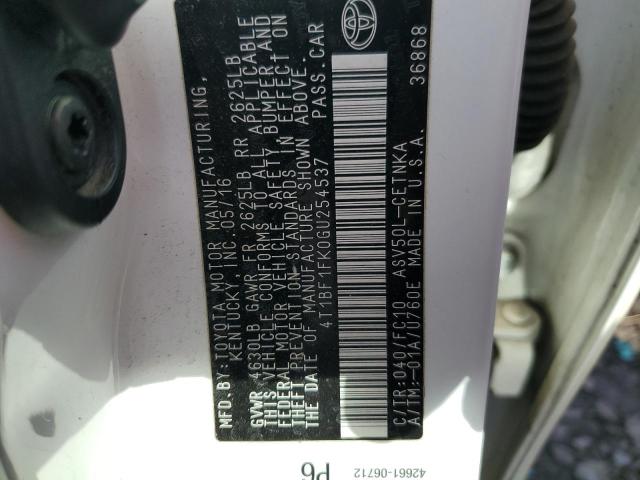 MFD. BY: TOYOTA MOTOR MANUFACTURING,
KENTUCKY, INC. 05/16
GVWR 4630LB GAWR FR 2625LB RR 2625LB
THIS VEHICLE CONFORMS TO ALL APPLICABLE
FEDERAL MOTOR VEHICLE SAFETY, BUMPER AND
THEFT PREVENTION STANDARDS IN EFFECT ON
THE DATE OF MANUFACTURE SHOWN ABOVE.
4T1BF1FK0GU254537 PASS. CAR
C/TR: 040/FC10 ASV50L-CETNKA
A/TM:-01A/U760E MADE IN U.S.A. 36868
42661-06712
P6